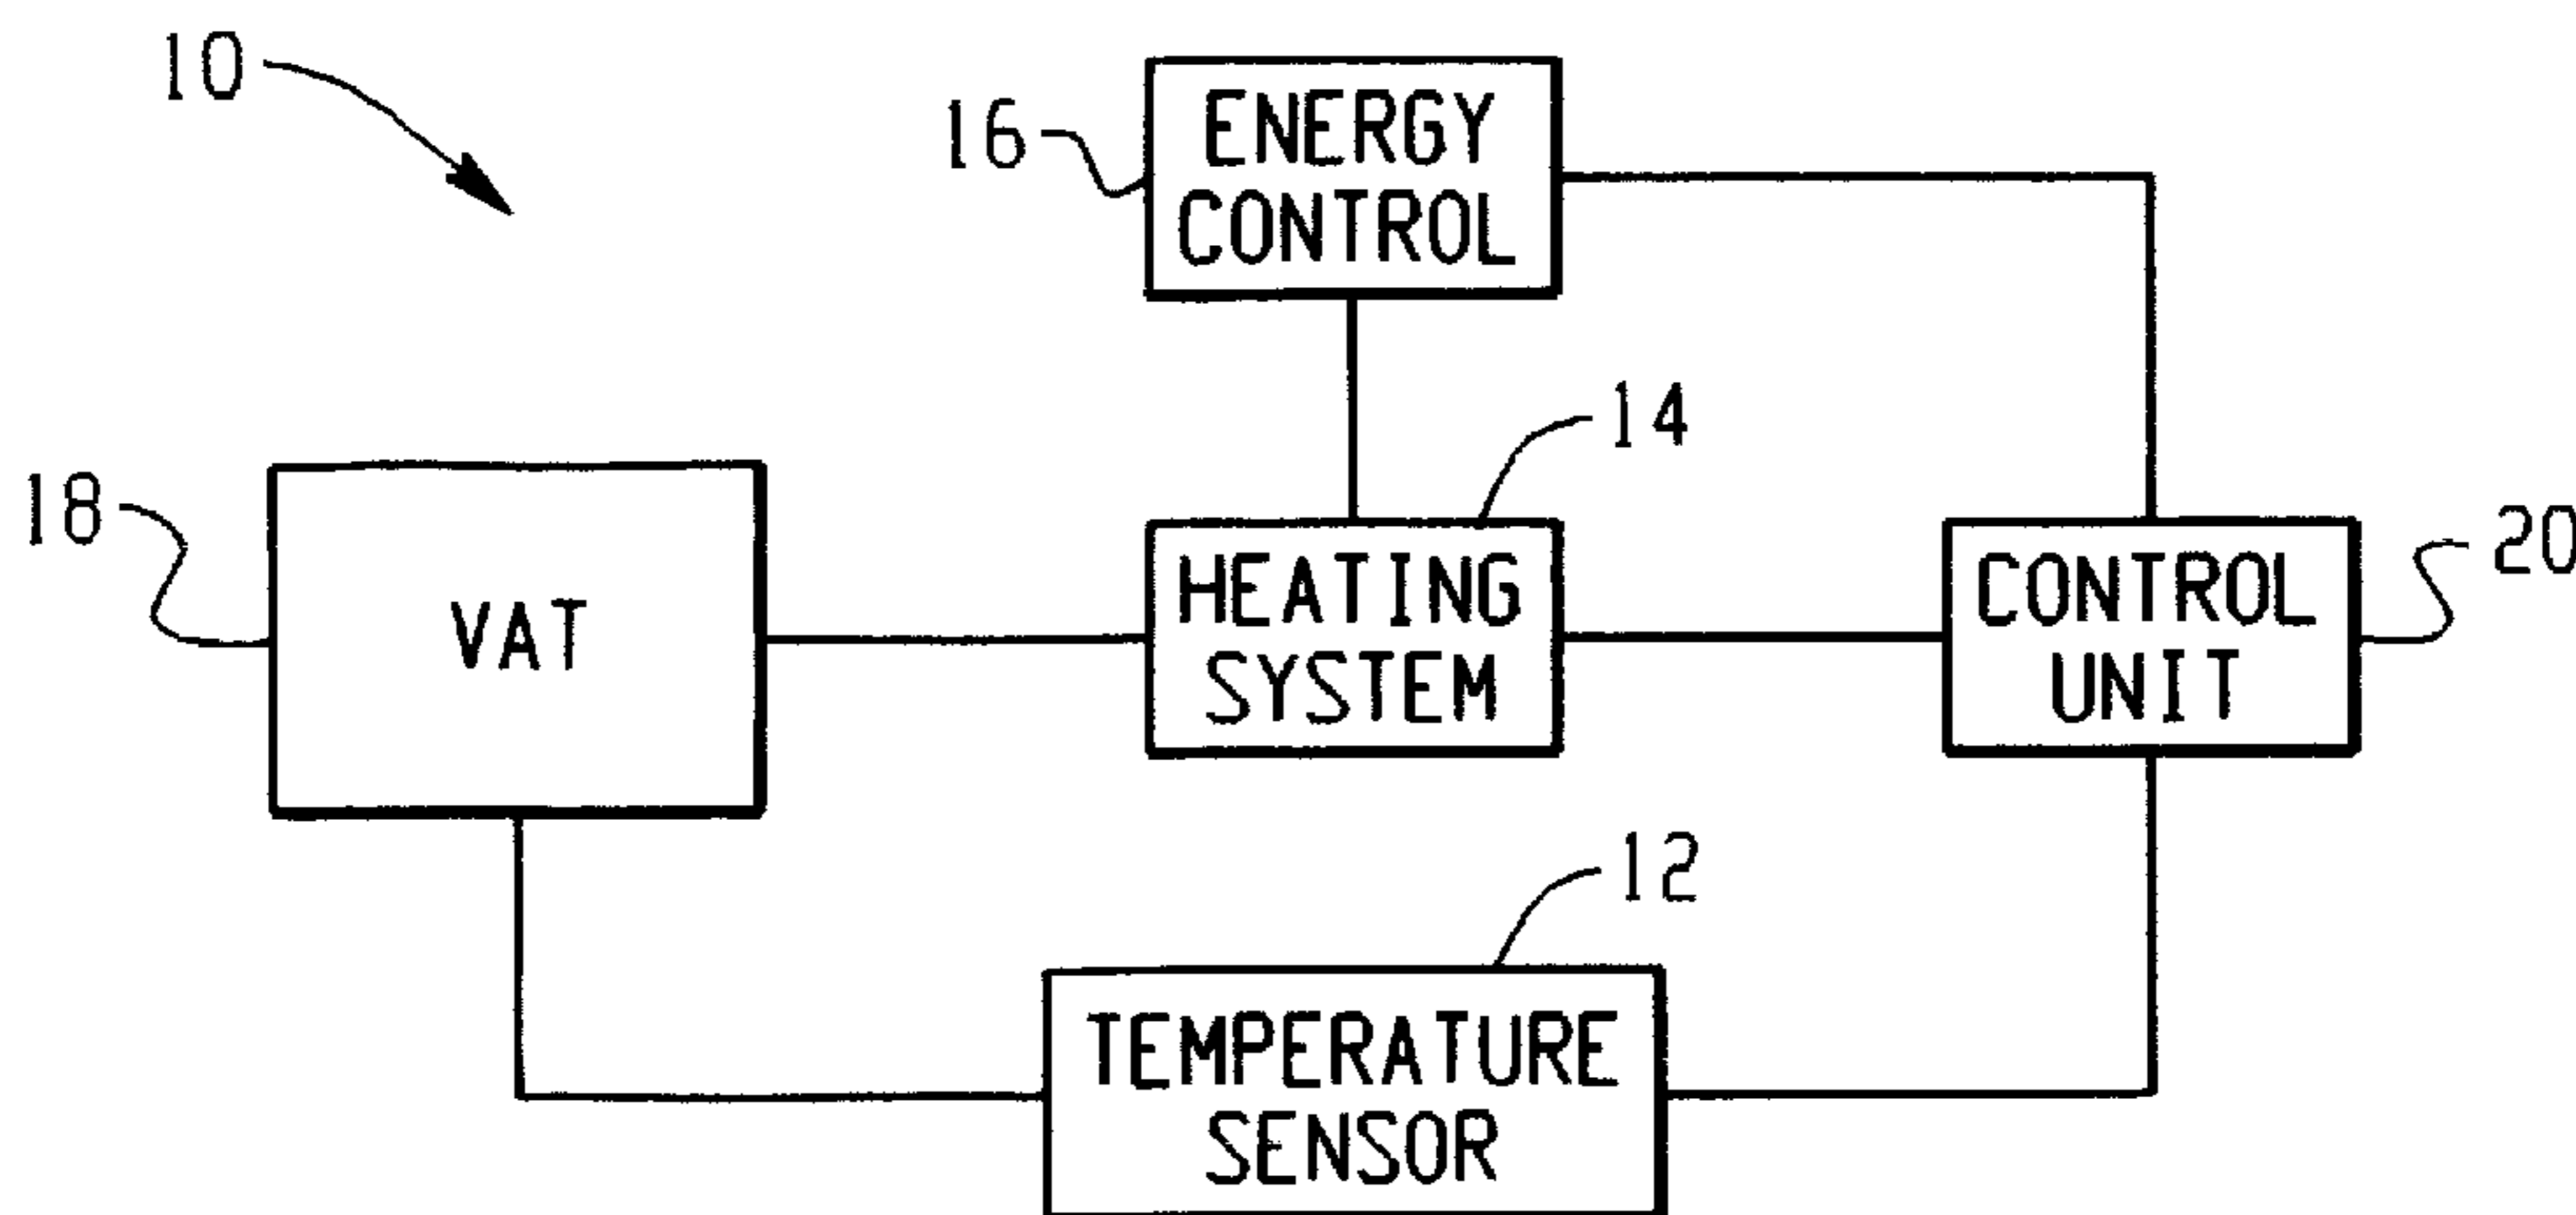 10
16
ENERGY
CONTROL
14
18
VAT
HEATING
SYSTEM
CONTROL
UNIT
20
12
TEMPERATURE
SENSOR